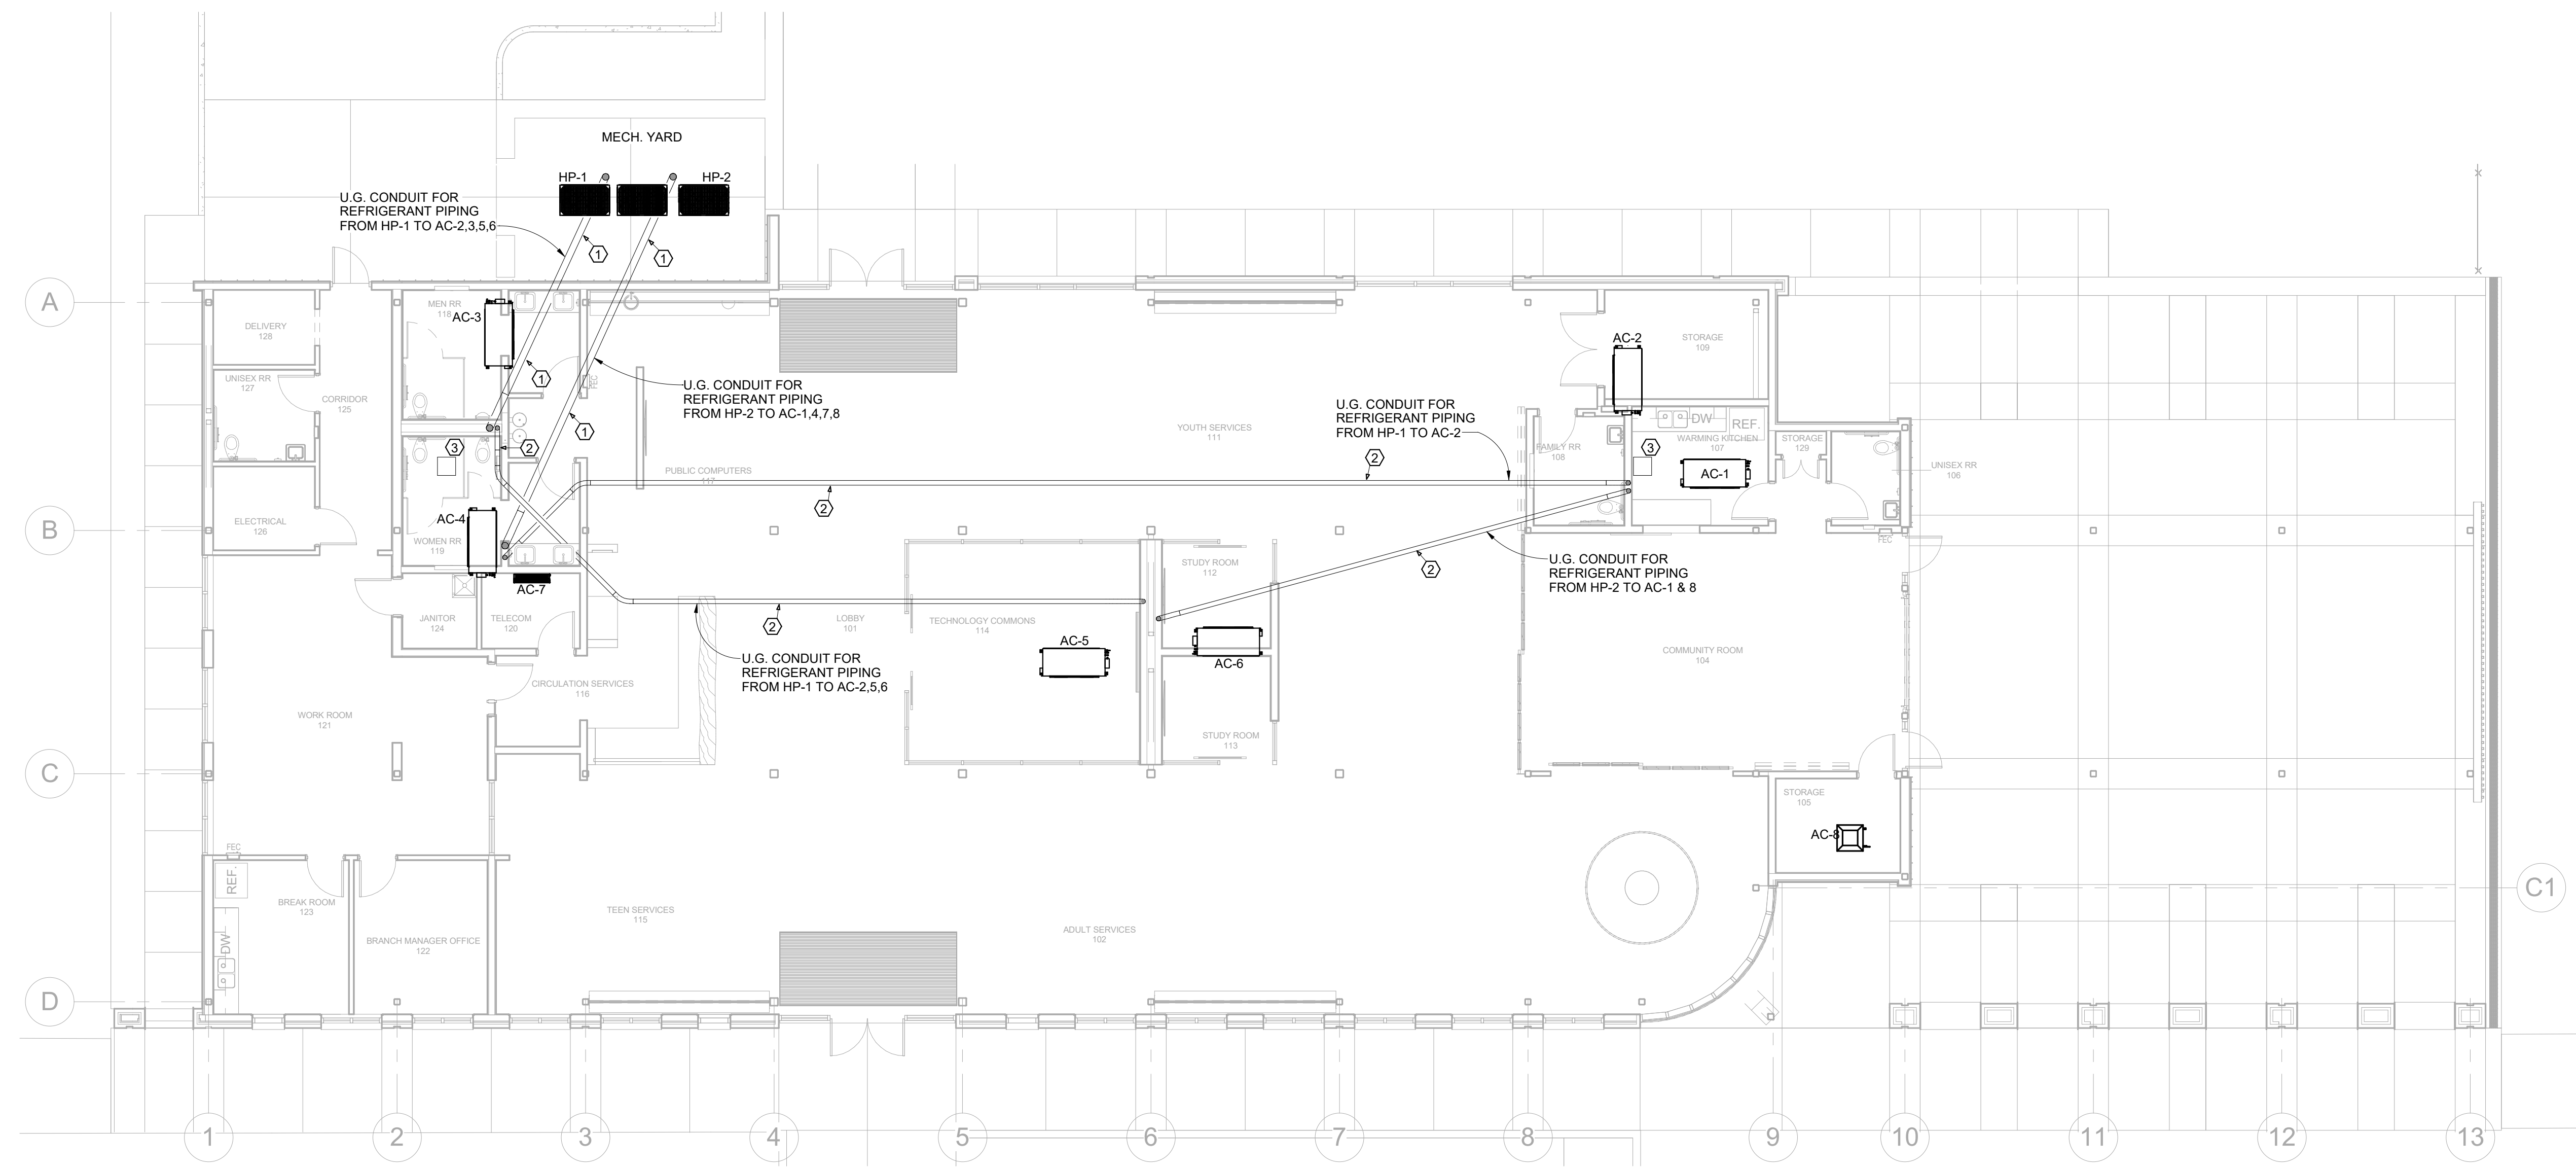 MECH. YARD
HP-1
HP-2
U.G. CONDUIT FOR
REFRIGERANT PIPING
FROM HP-1 TO AC-2,3,5,6
1
1
A
MEN RR
118
AC-3
DELIVERY
128
AC-2
STORAGE
109
UNISEX RR
127
1
FEC
U.G. CONDUIT FOR
REFRIGERANT PIPING
FROM HP-2 TO AC-1,4,7,8
CORRIDOR
125
U.G. CONDUIT FOR
REFRIGERANT PIPING
FROM HP-1 TO AC-2
1
YOUTH SERVICES
111
DW
REF.
WARMING KITCHEN
107
STORAGE
129
FAMILY RR
108
3
2
3
2
PUBLIC COMPUTERS
117
UNISEX RR
106
AC-1
2
B
ELECTRICAL
126
AC-4
WOMEN RR
119
FEC
STUDY ROOM
112
2
U.G. CONDUIT FOR
REFRIGERANT PIPING
FROM HP-2 TO AC-1 & 8
AC-7
JANITOR
124
TELECOM
120
2
LOBBY
101
TECHNOLOGY COMMONS
114
AC-5
AC-6
COMMUNITY ROOM
104
U.G. CONDUIT FOR
REFRIGERANT PIPING
FROM HP-1 TO AC-2,5,6
CIRCULATION SERVICES
116
WORK ROOM
121
STUDY ROOM
113
C
STORAGE
105
AC-8
FEC
REF.
C1
BREAK ROOM
123
TEEN SERVICES
115
ADULT SERVICES
102
DW
BRANCH MANAGER OFFICE
122
D
1
2
3
4
5
6
7
8
9
10
11
12
13